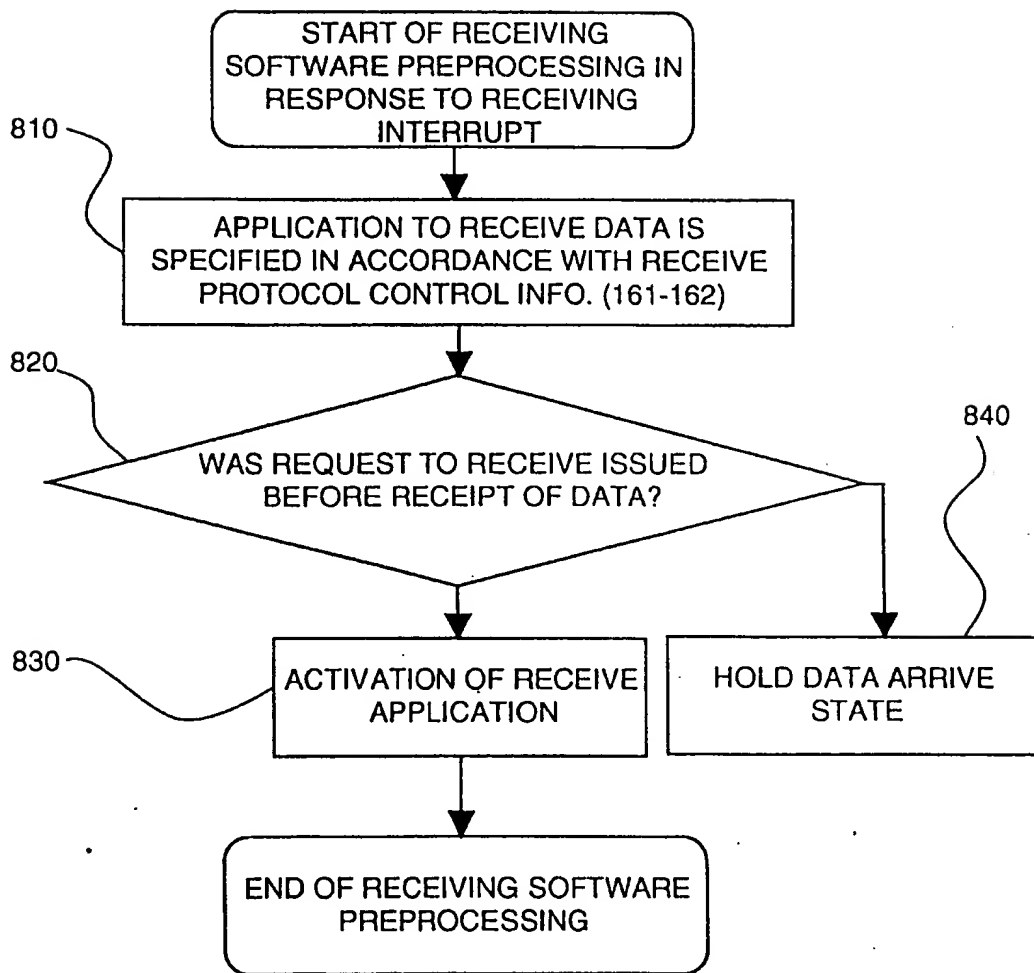 START OF RECEIVING
SOFTWARE PREPROCESSING IN
RESPONSE TO RECEIVING
INTERRUPT
810
APPLICATION TO RECEIVE DATA IS
SPECIFIED IN ACCORDANCE WITH RECEIVE
PROTOCOL CONTROL INFO. (161-162)
820
WAS REQUEST TO RECEIVE ISSUED
BEFORE RECEIPT OF DATA?
840
830
ACTIVATION OF RECEIVE
APPLICATION
HOLD DATA ARRIVE
STATE
END OF RECEIVING SOFTWARE
PREPROCESSING